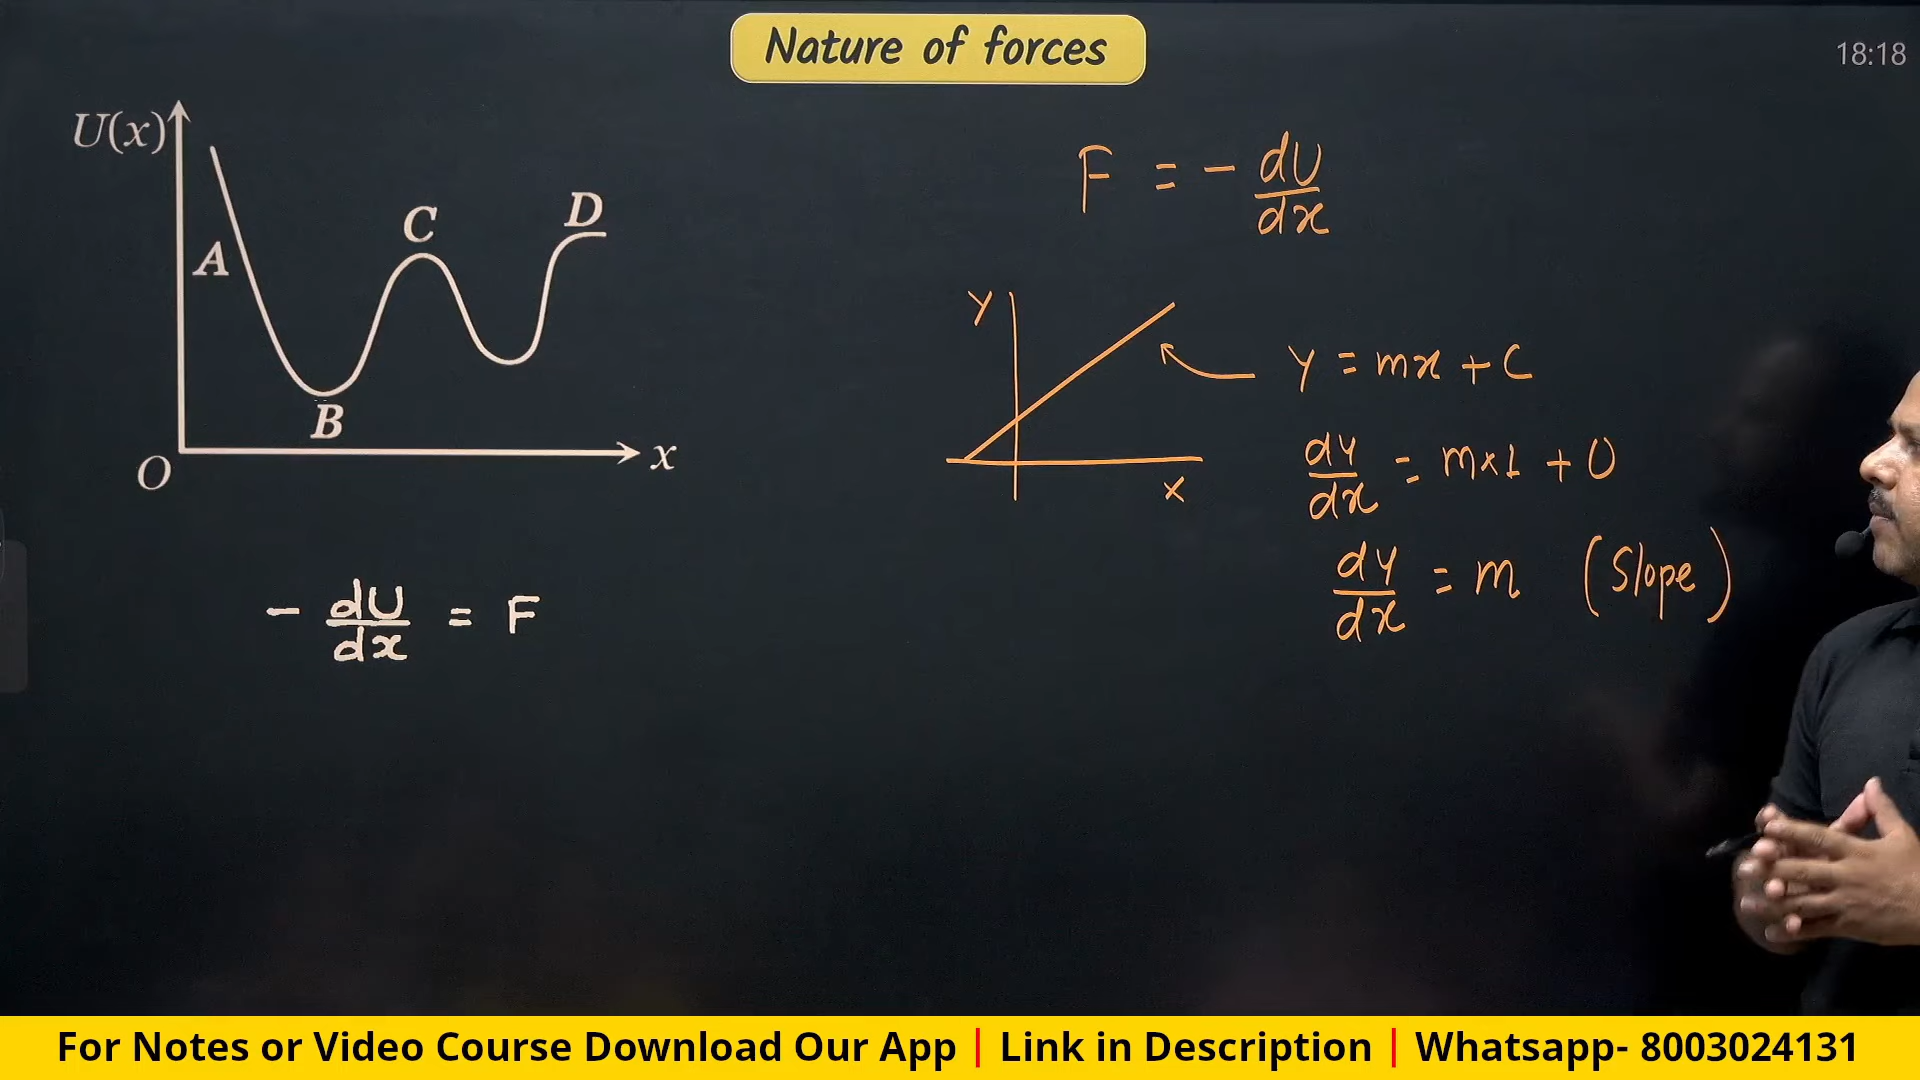 Nature of forces
18:18
U(x)
A
B
C
D
O
x
- dU/dx = F
F = - dU/dx
y
x
y = mx + C
dy/dx = m×1 + 0
dy/dx = m (Slope)
For Notes or Video Course Download Our App | Link in Description | Whatsapp- 8003024131